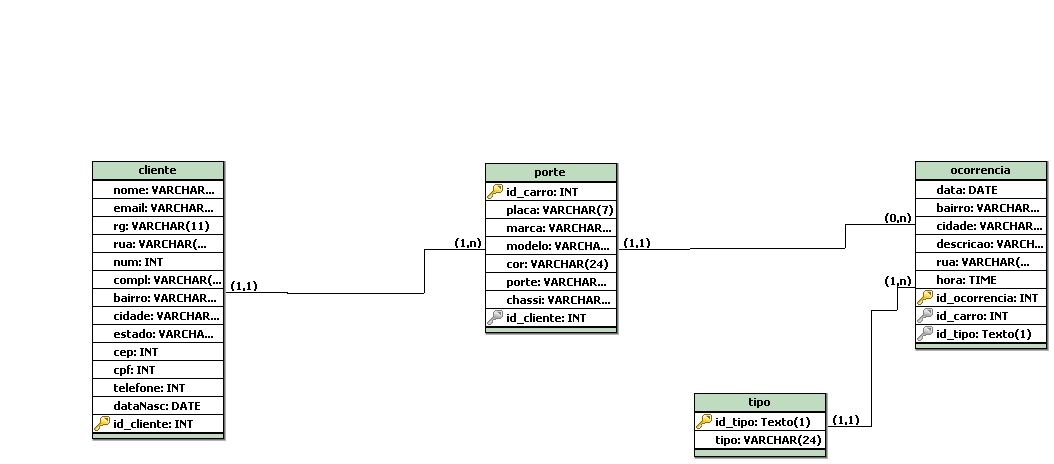 cliente
nome: VARCHAR...
email: VARCHAR...
rg: VARCHAR(11)
rua: VARCHAR(...
num: INT
compl: VARCHAR(...
bairro: VARCHAR...
cidade: VARCHAR...
estado: VARCHA...
cep: INT
cpf: INT
telefone: INT
dataNasc: DATE
id_cliente: INT
(1,1)
(1,n)
porte
id_carro: INT
placa: VARCHAR(7)
marca: VARCHAR...
modelo: VARCHA...
cor: VARCHAR(24)
porte: VARCHAR...
chassi: VARCHAR...
id_cliente: INT
(1,1)
(0,n)
ocorrencia
data: DATE
bairro: VARCHAR...
cidade: VARCHAR...
descricao: VARCH...
rua: VARCHAR(...
hora: TIME
id_ocorrencia: INT
id_carro: INT
id_tipo: Texto(1)
(1,n)
tipo
id_tipo: Texto(1)
tipo: VARCHAR(24)
(1,1)